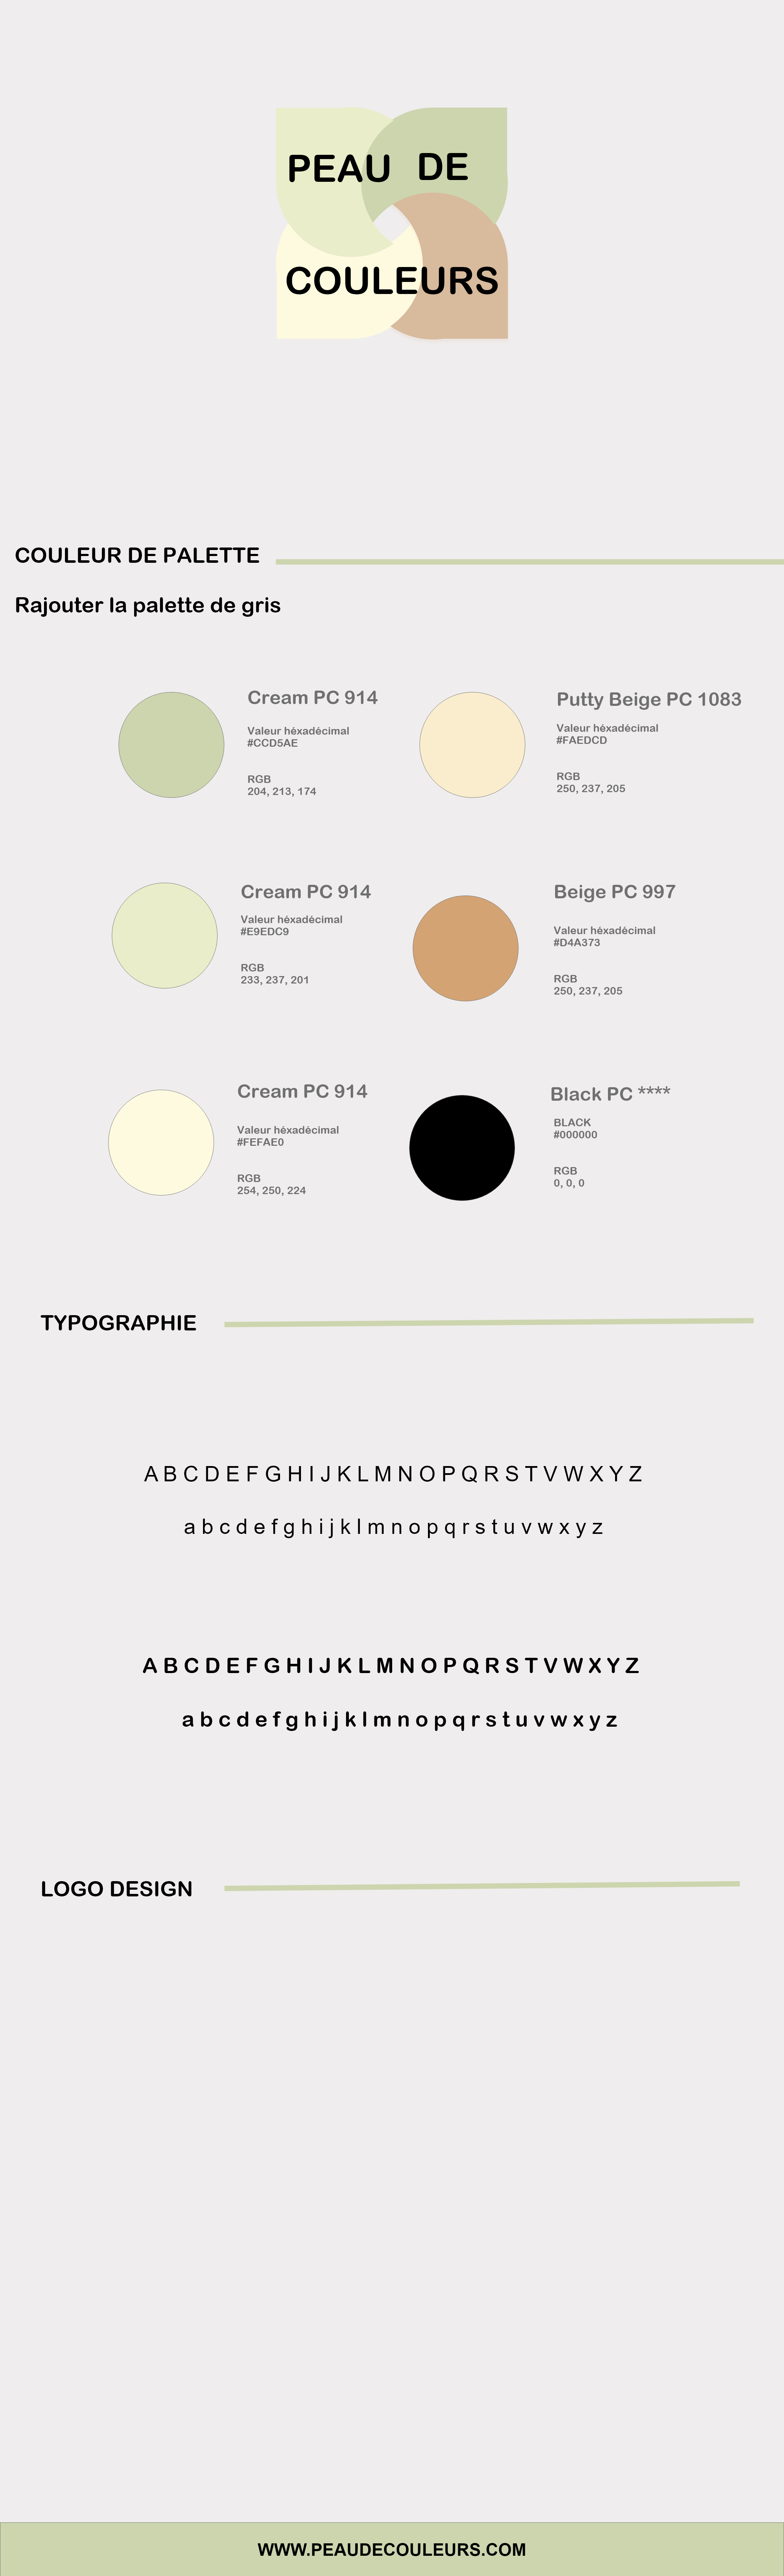 PEAU DE
COULEURS
COULEUR DE PALETTE
Rajouter la palette de gris
Cream PC 914
Valeur héxadécimal
#CCD5AE
RGB
204, 213, 174
Putty Beige PC 1083
Valeur héxadécimal
#FAEDCD
RGB
250, 237, 205
Cream PC 914
Valeur héxadécimal
#E9EDC9
RGB
233, 237, 201
Beige PC 997
Valeur héxadécimal
#D4A373
RGB
250, 237, 205
Cream PC 914
Valeur héxadécimal
#FEFAE0
RGB
254, 250, 224
Black PC ****
BLACK
#000000
RGB
0, 0, 0
TYPOGRAPHIE
A B C D E F G H I J K L M N O P Q R S T V W X Y Z
a b c d e f g h i j k l m n o p q r s t u v w x y z
A B C D E F G H I J K L M N O P Q R S T V W X Y Z
a b c d e f g h i j k l m n o p q r s t u v w x y z
LOGO DESIGN
WWW.PEAUDECOULEURS.COM